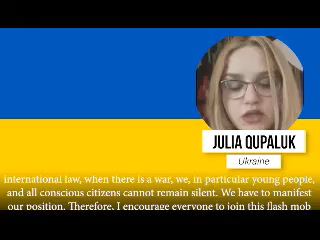 JULIA QUPALUK
Ukraine
international law, when there is a war, we, in particular young people,
and all conscious citizens cannot remain silent. We have to manifest
our position. Therefore, I encourage everyone to join this flash mob